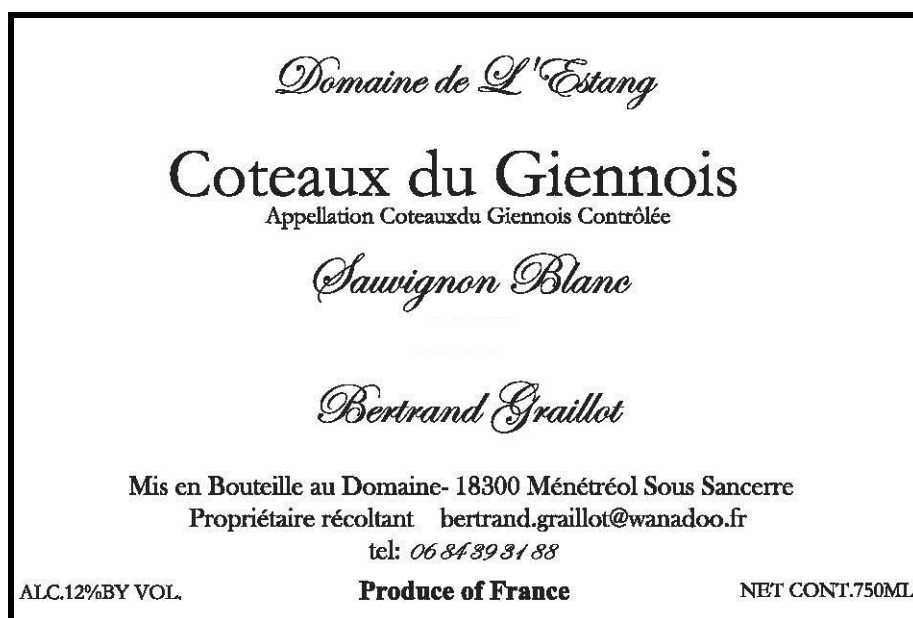 Domaine de L'Estang
Coteaux du Giennois
Appellation Coteauxdu Giennois Contrôlée
Sauvignon Blanc
Bertrand Graillot
Mis en Bouteille au Domaine- 18300 Ménétréol Sous Sancerre
Propriétaire récoltant bertrand.graillot@wanadoo.fr
tel: 06 84 39 31 88
ALC.12%BY VOL. Produce of France NET CONT.750ML